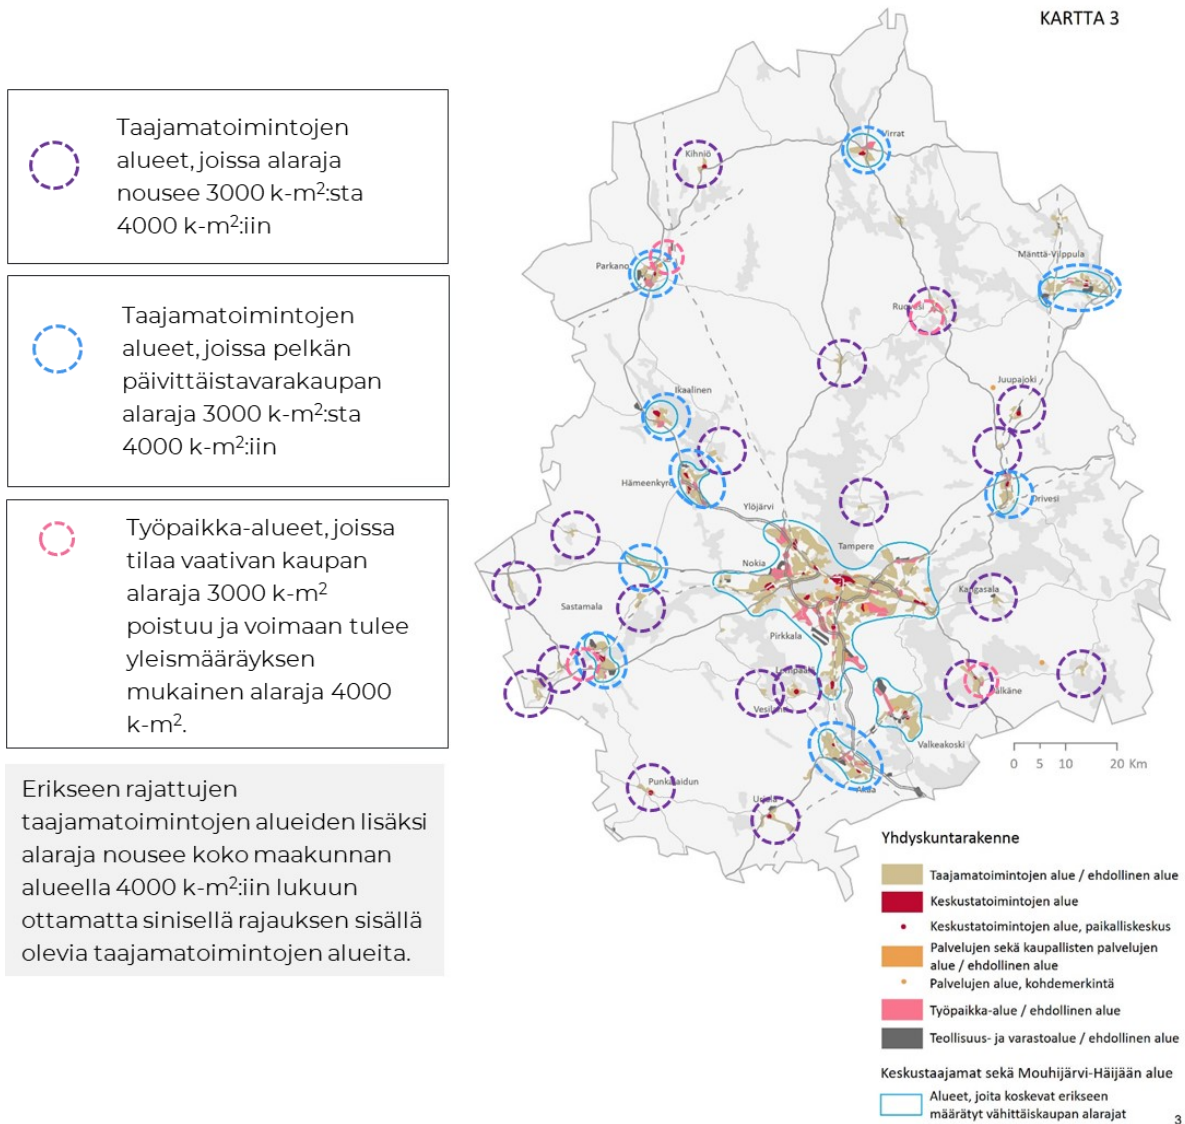 KARTTA 3
Taajamatoimintojen
alueet, joissa alaraja
nousee 3000 k-m²:sta
4000 k-m²:iin
Taajamatoimintojen
alueet, joissa pelkän
päivittäistavarakaupan
alaraja 3000 k-m²:sta
4000 k-m²:iin
Työpaikka-alueet, joissa
tilaa vaativan kaupan
alaraja 3000 k-m²
poistuu ja voimaan tulee
yleismääräyksen
mukainen alaraja 4000
k-m².
Erikseen rajattujen
taajamatoimintojen alueiden lisäksi
alaraja nousee koko maakunnan
alueella 4000 k-m²:iin lukuun
ottamatta sinisellä rajauksen sisällä
olevia taajamatoimintojen alueita.
Virrat
Kihniö
Parkano
Mänttä-Vilppula
Ruovesi
Juupajoki
Ikaalinen
Hämeenkyrö
Orivesi
Ylöjärvi
Tampere
Nokia
Kangasala
Sastamala
Pirkkala
Lempäälä
Vesilahti
Pälkäne
Valkeakoski
Punkalaidun
Akaa
Urjala
0 5 10 20 Km
Yhdyskuntarakenne
Taajamatoimintojen alue / ehdollinen alue
Keskustatoimintojen alue
Keskustatoimintojen alue, paikalliskeskus
Palvelujen sekä kaupallisten palvelujen
alue / ehdollinen alue
Palvelujen alue, kohdemerkintä
Työpaikka-alue / ehdollinen alue
Teollisuus- ja varastoalue / ehdollinen alue
Keskustaajamat sekä Mouhijärvi-Häijään alue
Alueet, joita koskevat erikseen
määrätyt vähittäiskaupan alarajat
3